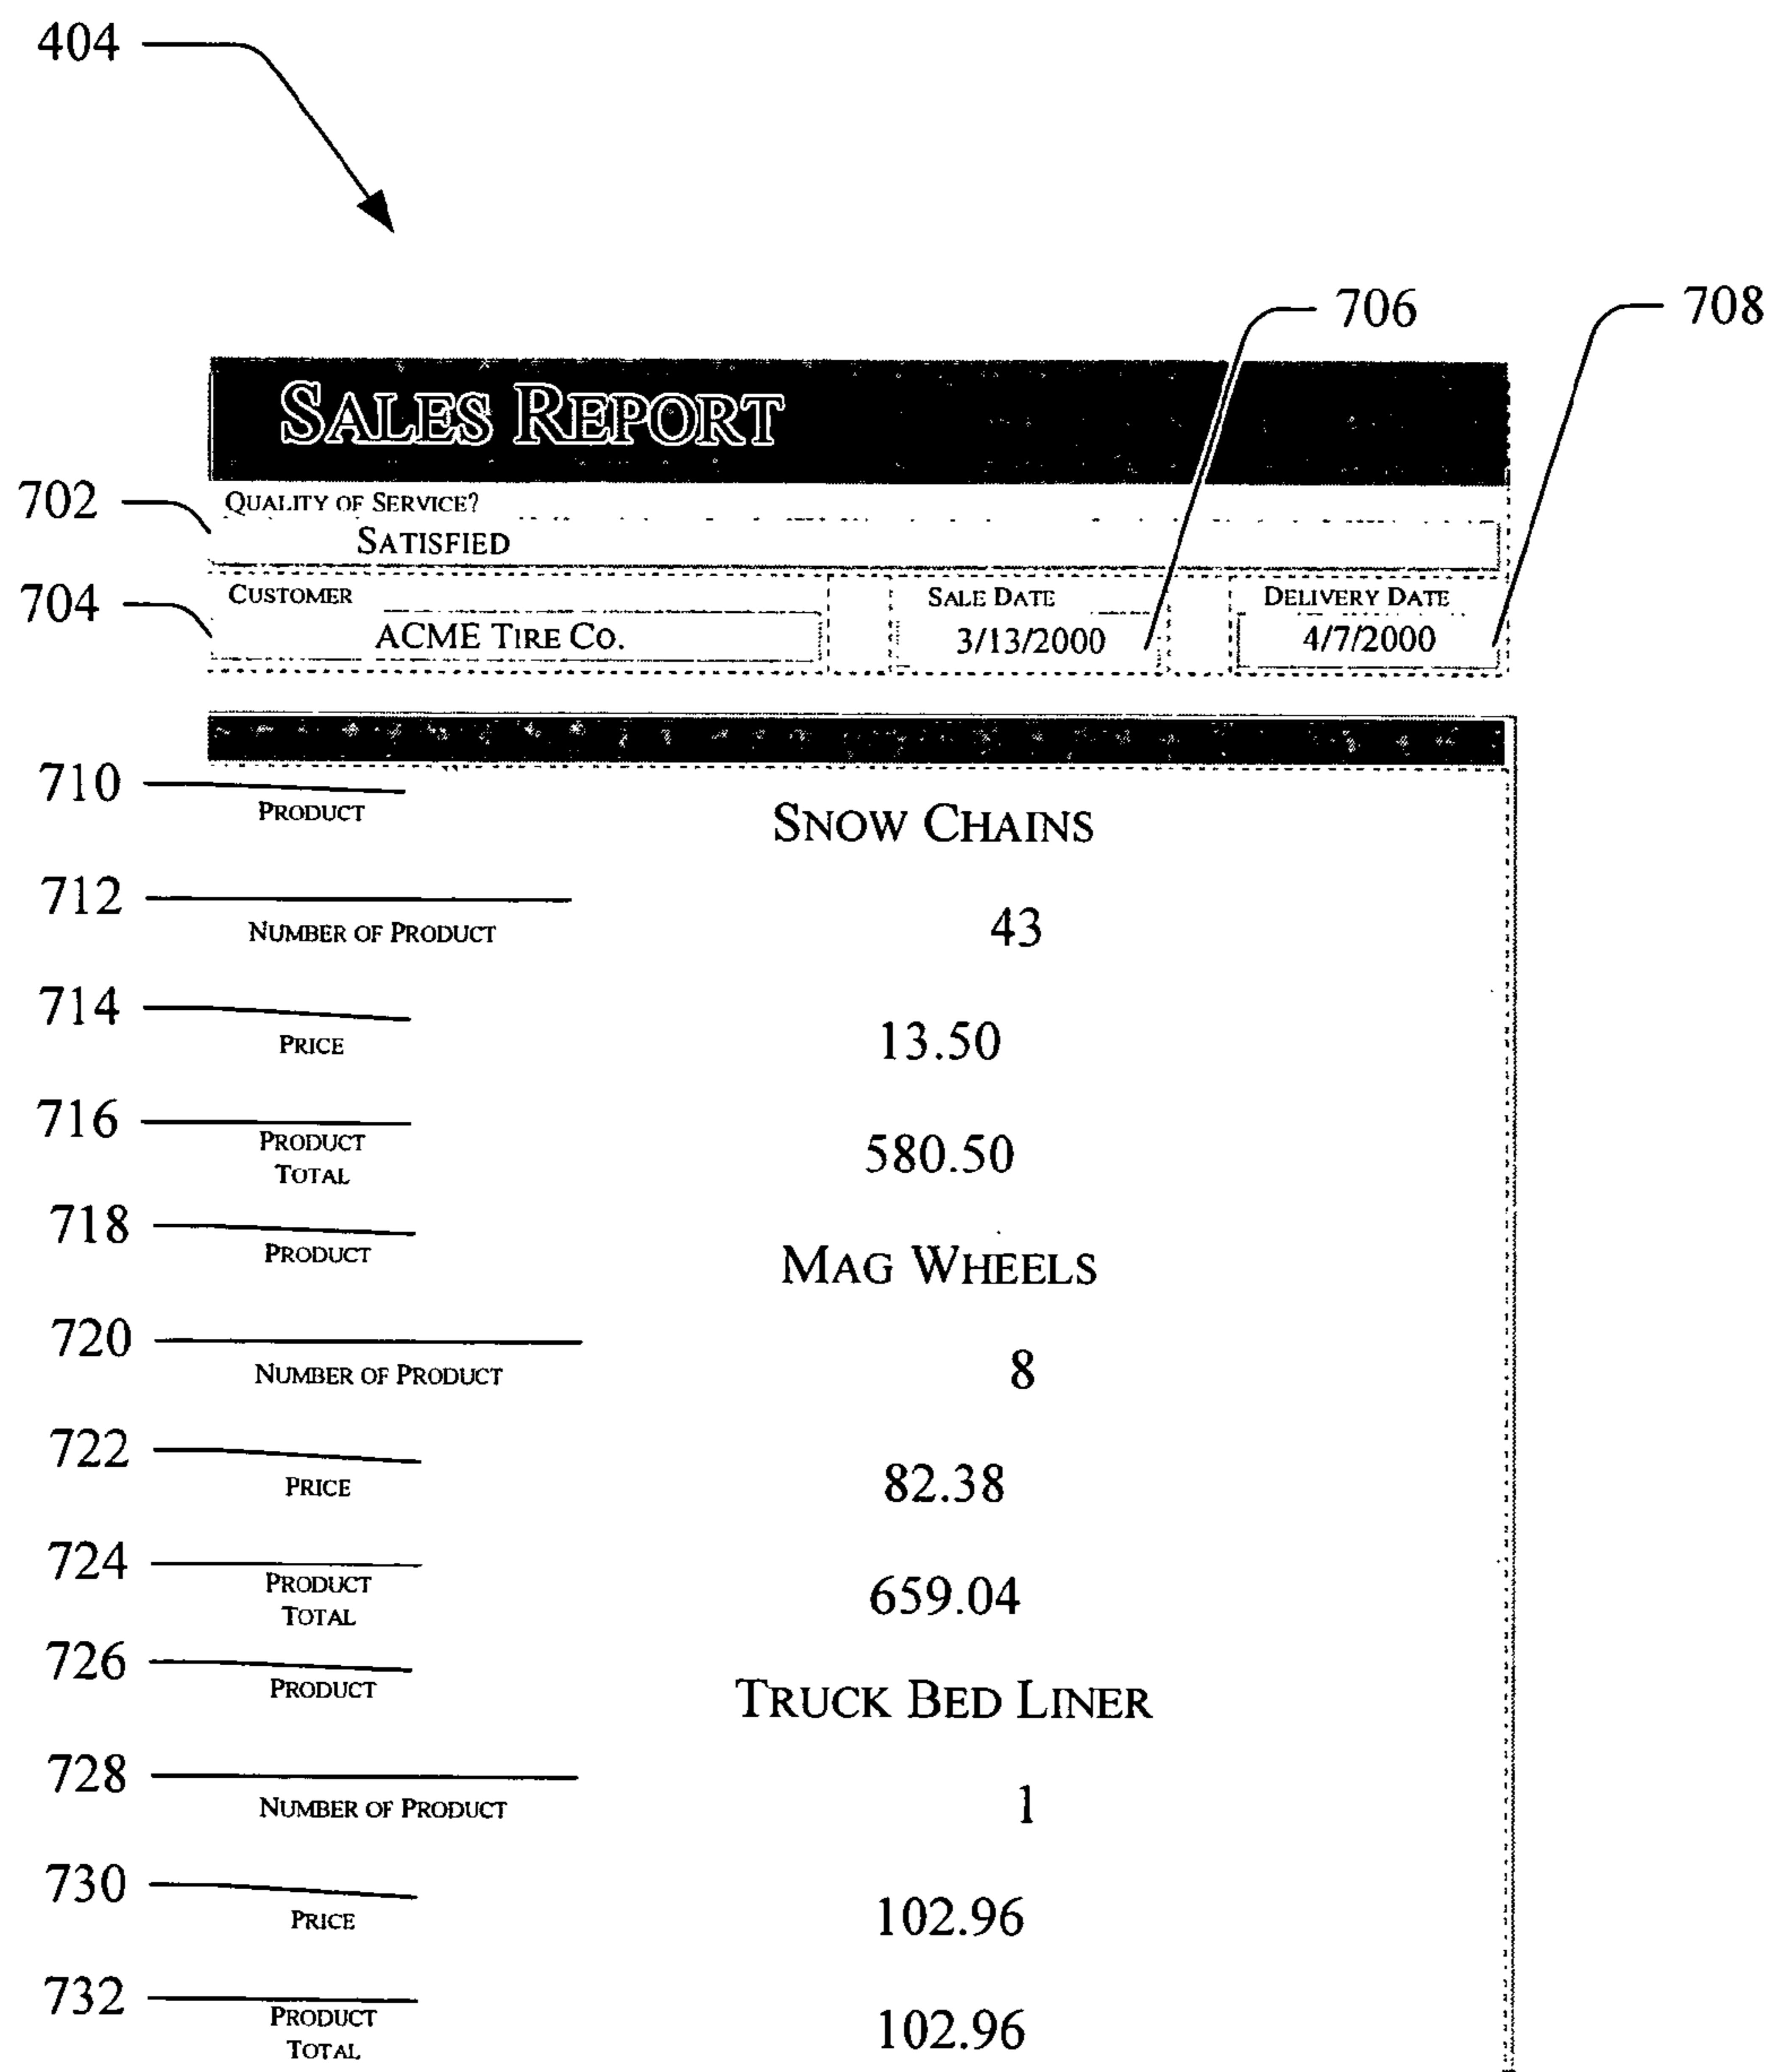 404
706 708
SALES REPORT
702 QUALITY OF SERVICE?
SATISFIED
704 CUSTOMER SALE DATE DELIVERY DATE
ACME TIRE CO. 3/13/2000 4/7/2000
710 PRODUCT SNOW CHAINS
712 NUMBER OF PRODUCT 43
714 PRICE 13.50
716 PRODUCT TOTAL 580.50
718 PRODUCT MAG WHEELS
720 NUMBER OF PRODUCT 8
722 PRICE 82.38
724 PRODUCT TOTAL 659.04
726 PRODUCT TRUCK BED LINER
728 NUMBER OF PRODUCT 1
730 PRICE 102.96
732 PRODUCT TOTAL 102.96